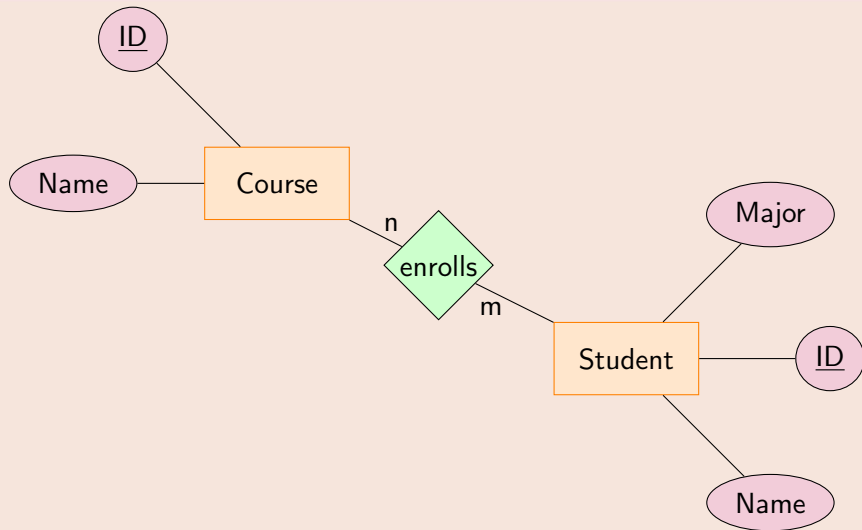 ID
Name
Course
n
enrolls
m
Major
Student
ID
Name